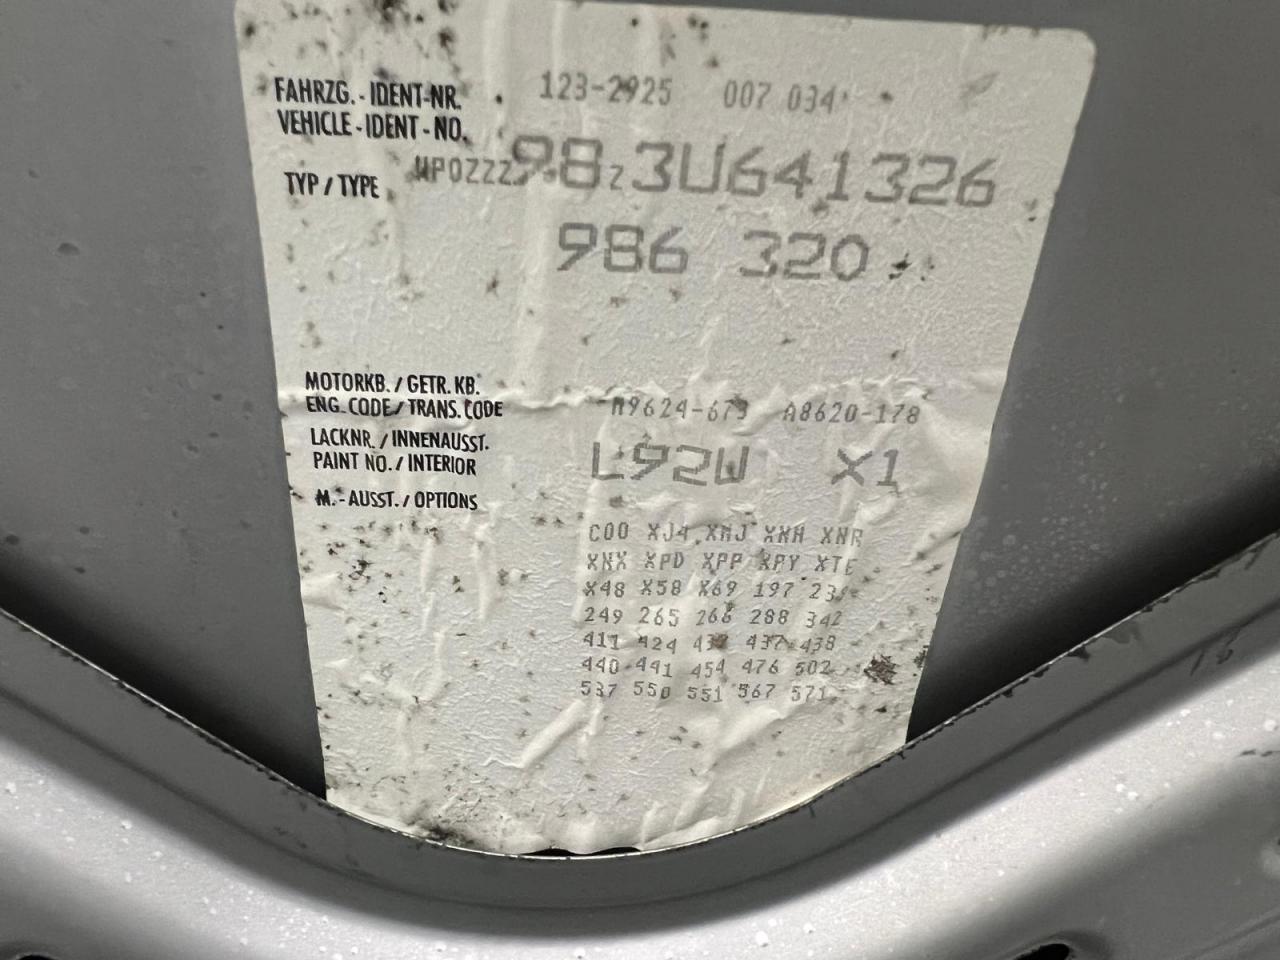 FAHRZG.-IDENT-NR. 123-2925 007 034
VEHICLE-IDENT-NO. WP0ZZZ98Z3U641326
TYP/TYPE 986 320
MOTORKB./GETR.KB.
ENG.CODE/TRANS.CODE M9624-673 A8620-178
LACKNR./INNENAUSST.
PAINT NO./INTERIOR L92W X1
M.-AUSST./OPTIONS
C00 XJ4 XMJ XNH XNR
XNX XPD XPP XPY XTE
X48 X58 X69 197
249 265 266 288 342
411 424 437 438
440 441 454 476 502
537 550 551 567 571